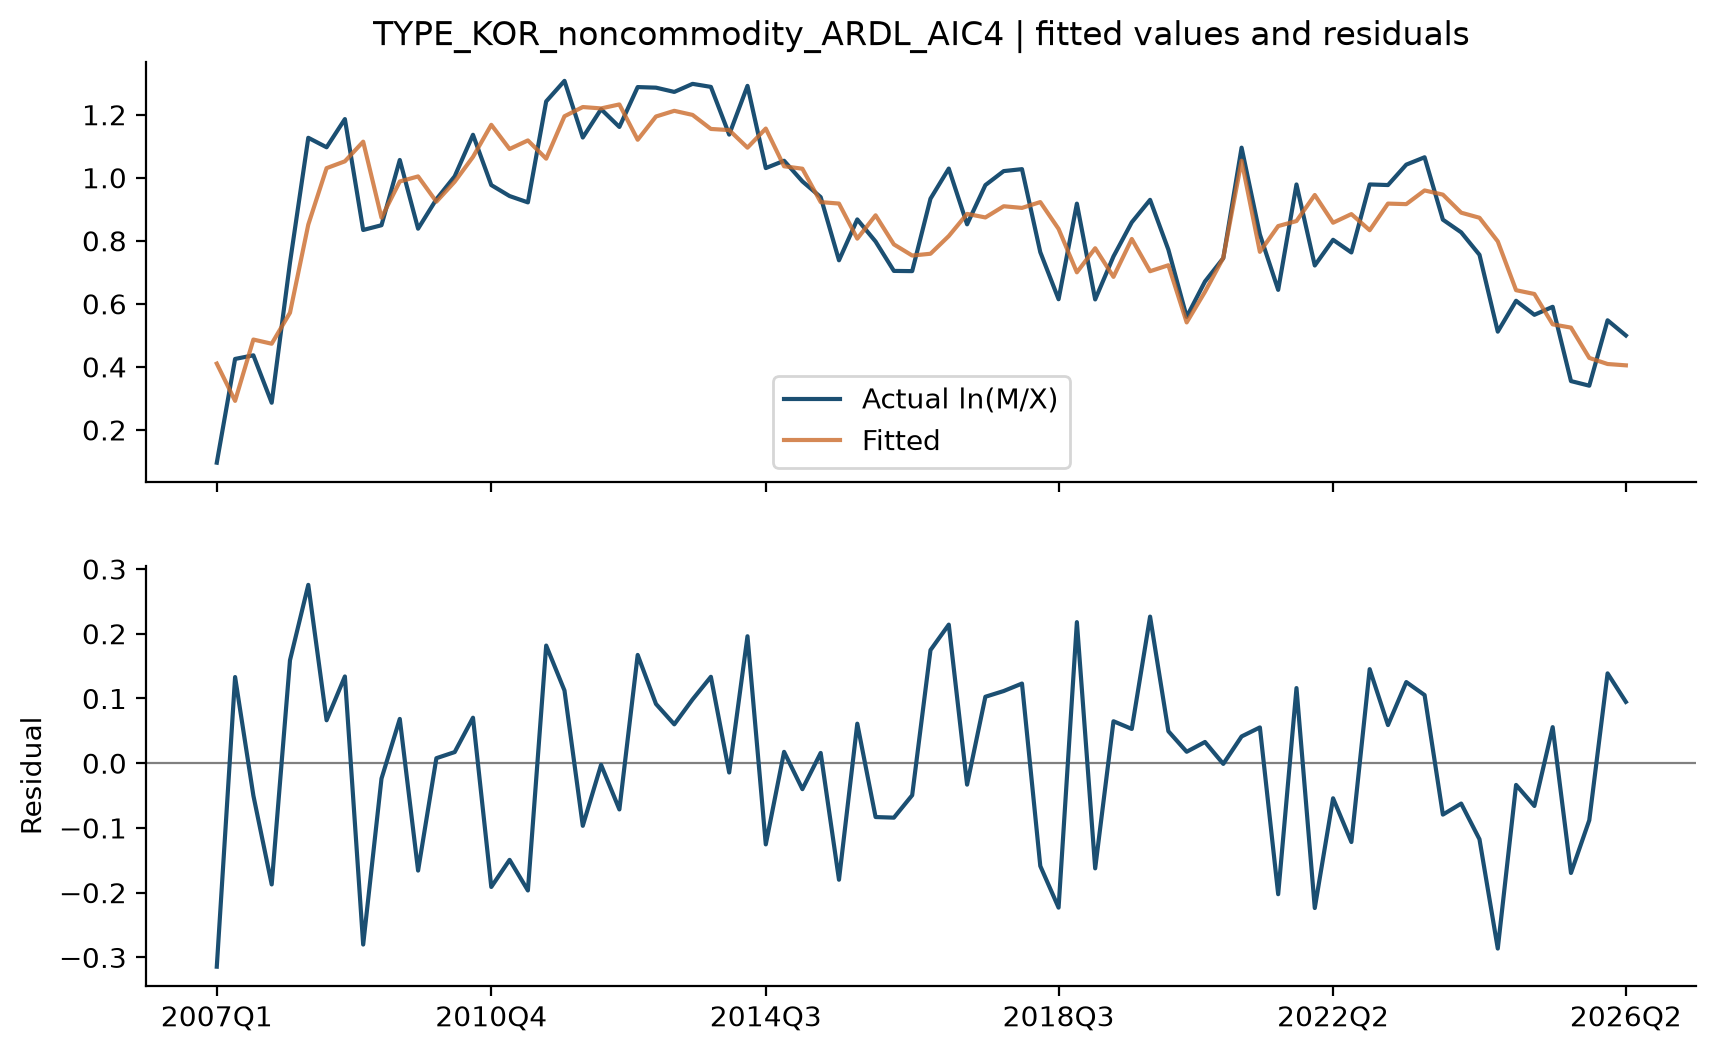 TYPE_KOR_noncommodity_ARDL_AIC4 | fitted values and residuals
1.2
1.0
0.8
0.6
0.4
0.2
Actual ln(M/X)
Fitted
0.3
0.2
0.1
0.0
−0.1
−0.2
−0.3
Residual
2007Q1 2010Q4 2014Q3 2018Q3 2022Q2 2026Q2